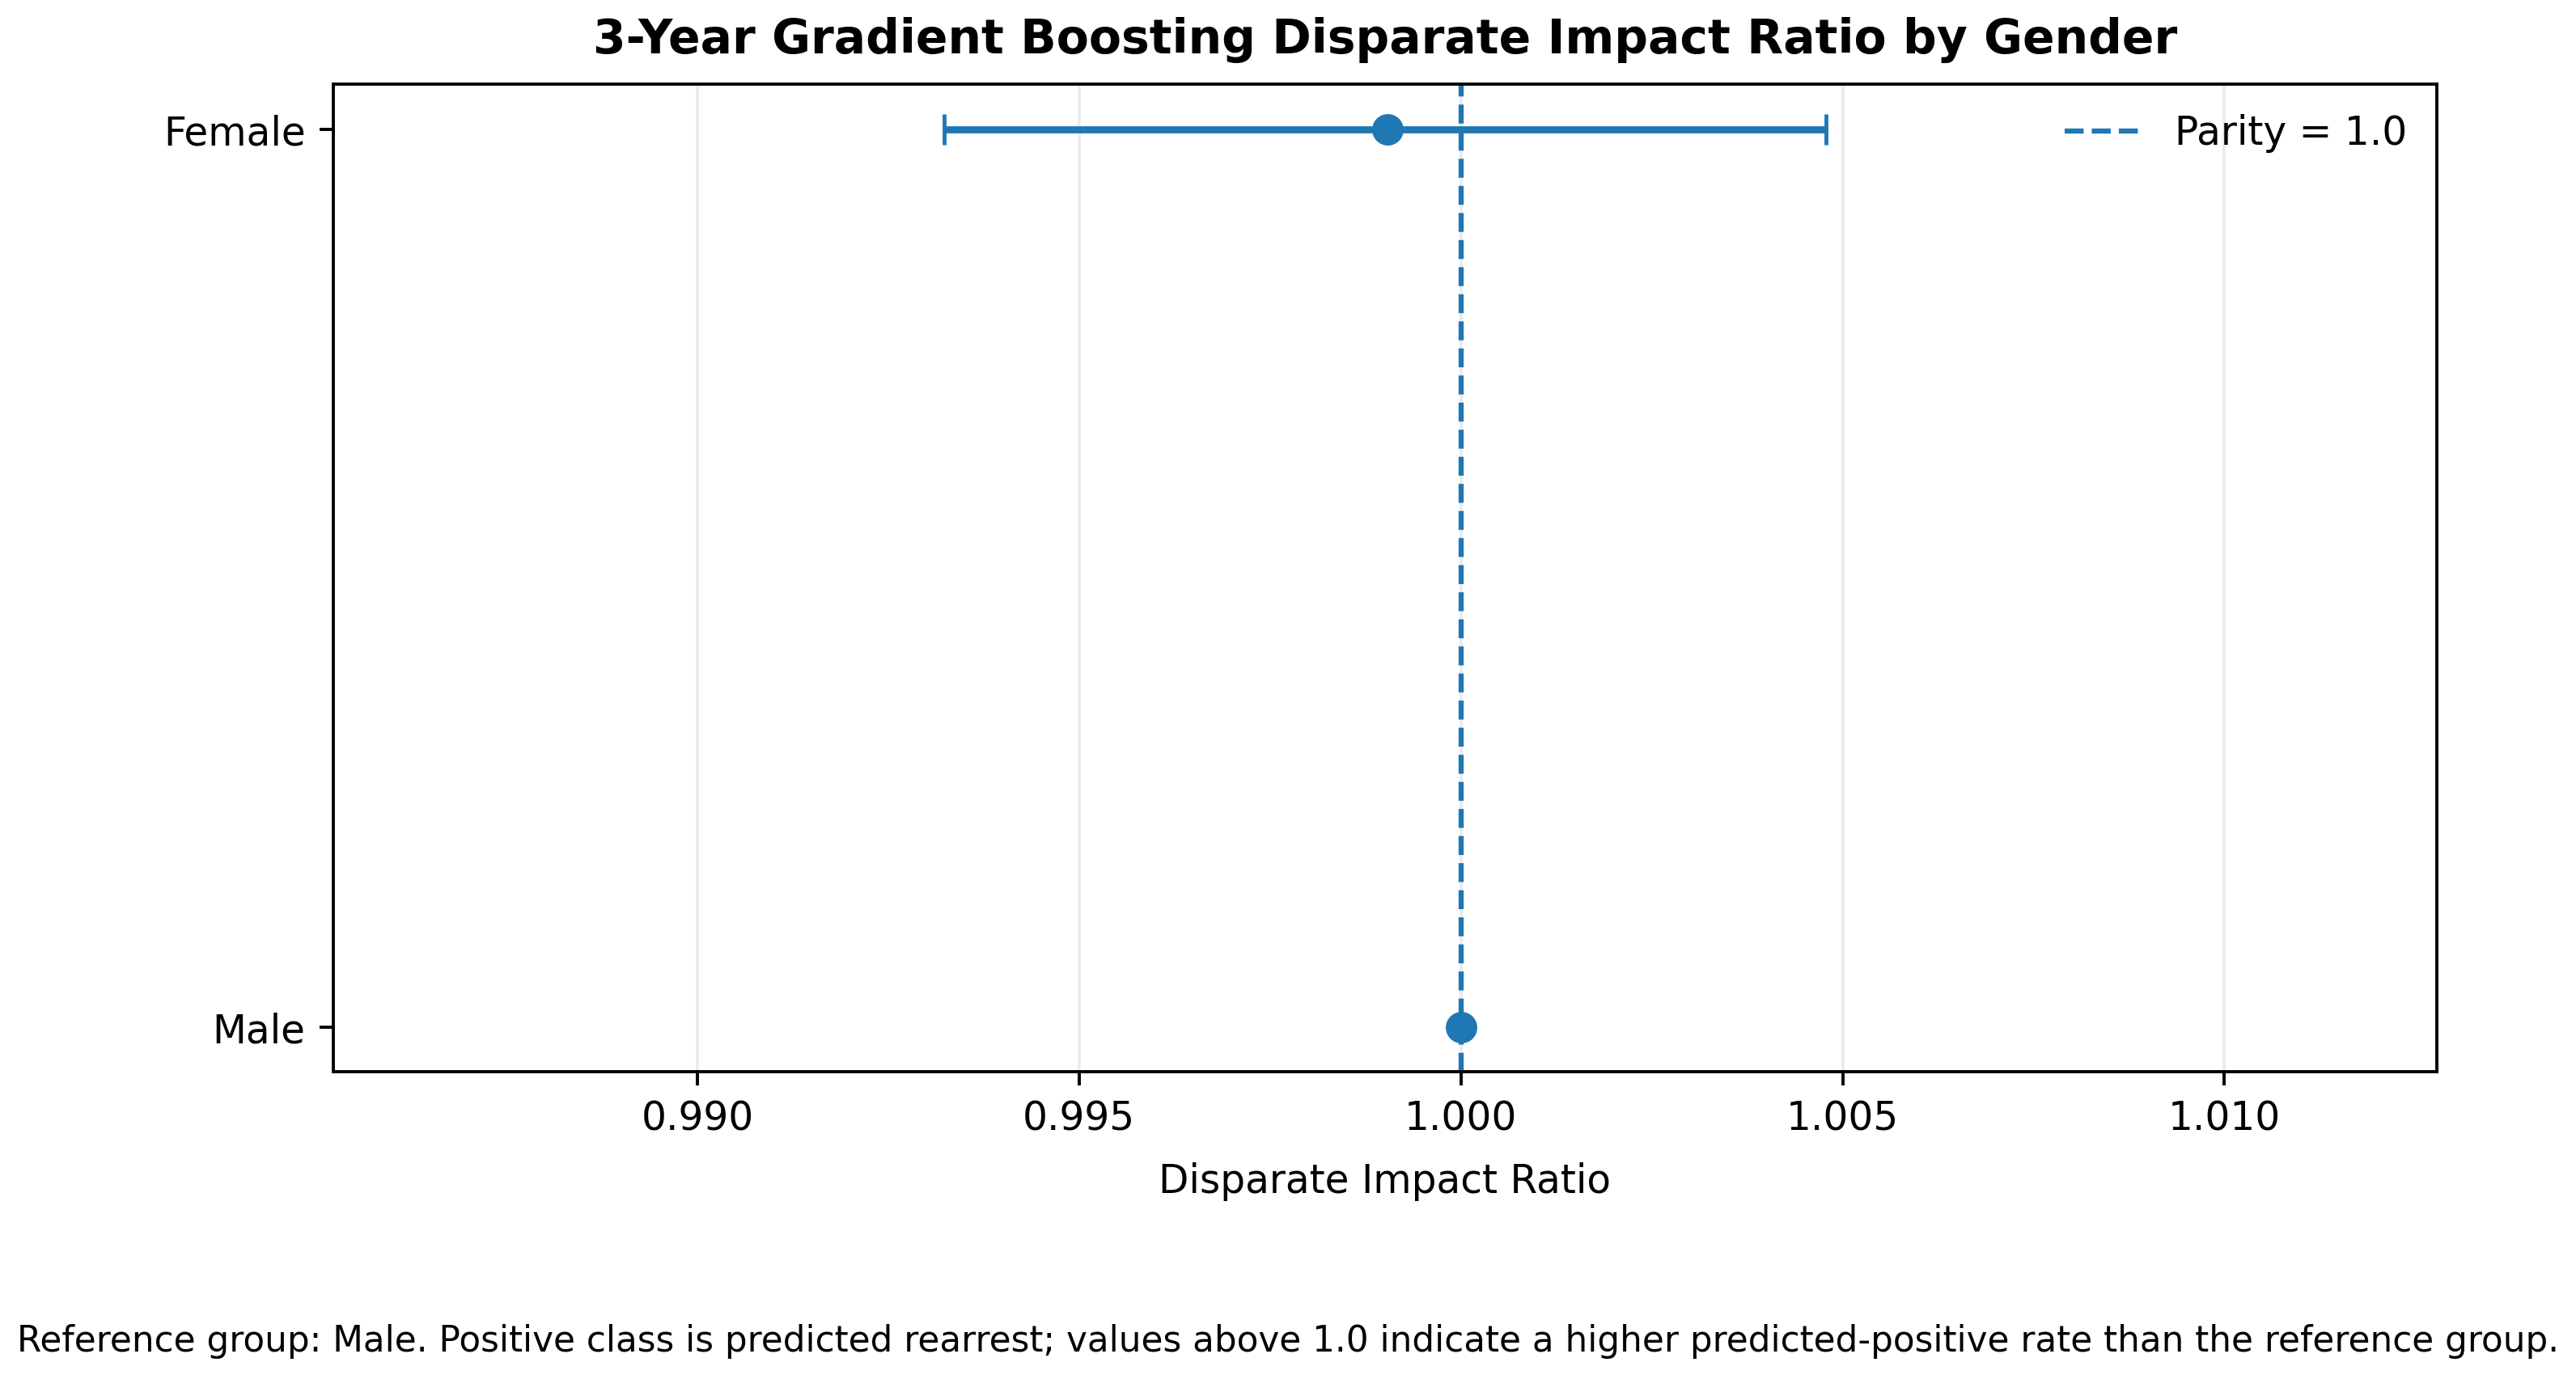 3-Year Gradient Boosting Disparate Impact Ratio by Gender
Female
Parity = 1.0
Male
0.990
0.995
1.000
1.005
1.010
Disparate Impact Ratio
Reference group: Male. Positive class is predicted rearrest; values above 1.0 indicate a higher predicted-positive rate than the reference group.